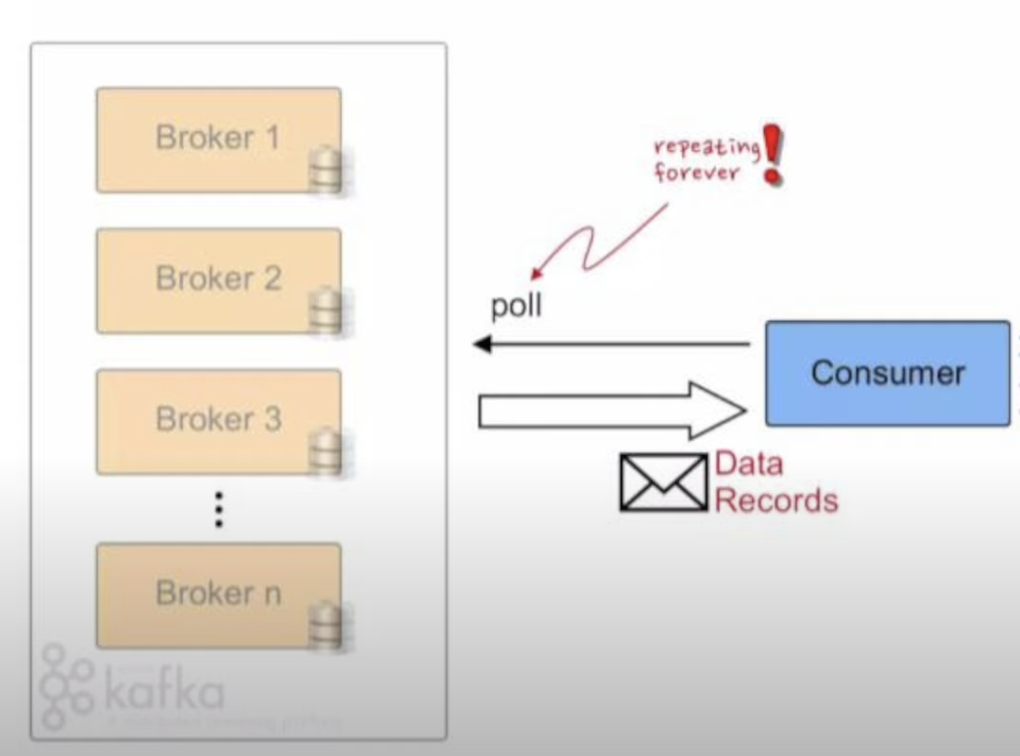 Broker 1
Broker 2
Broker 3
Broker n
kafka
repeating
forever
poll
Consumer
Data
Records